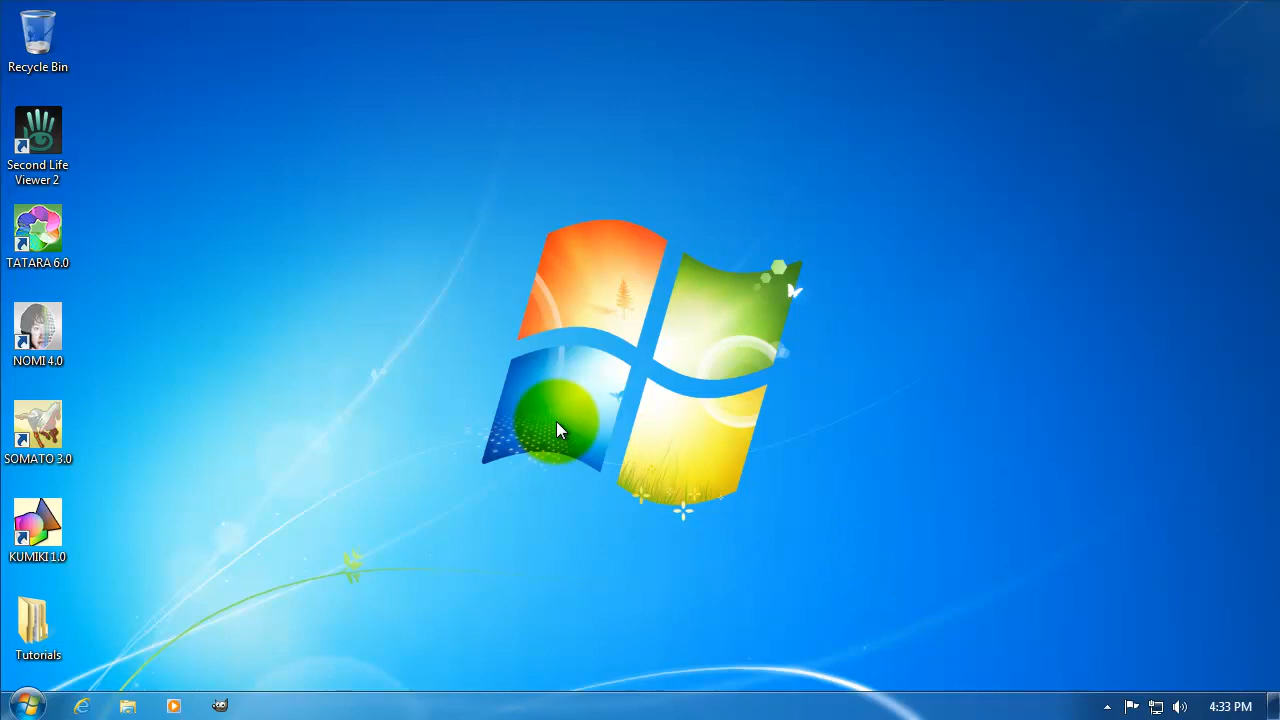 Recycle Bin
Second Life
Viewer 2
TATARA 6.0
NOMI 4.0
SOMATO 3.0
KUMIKI 1.0
Tutorials
4:33 PM